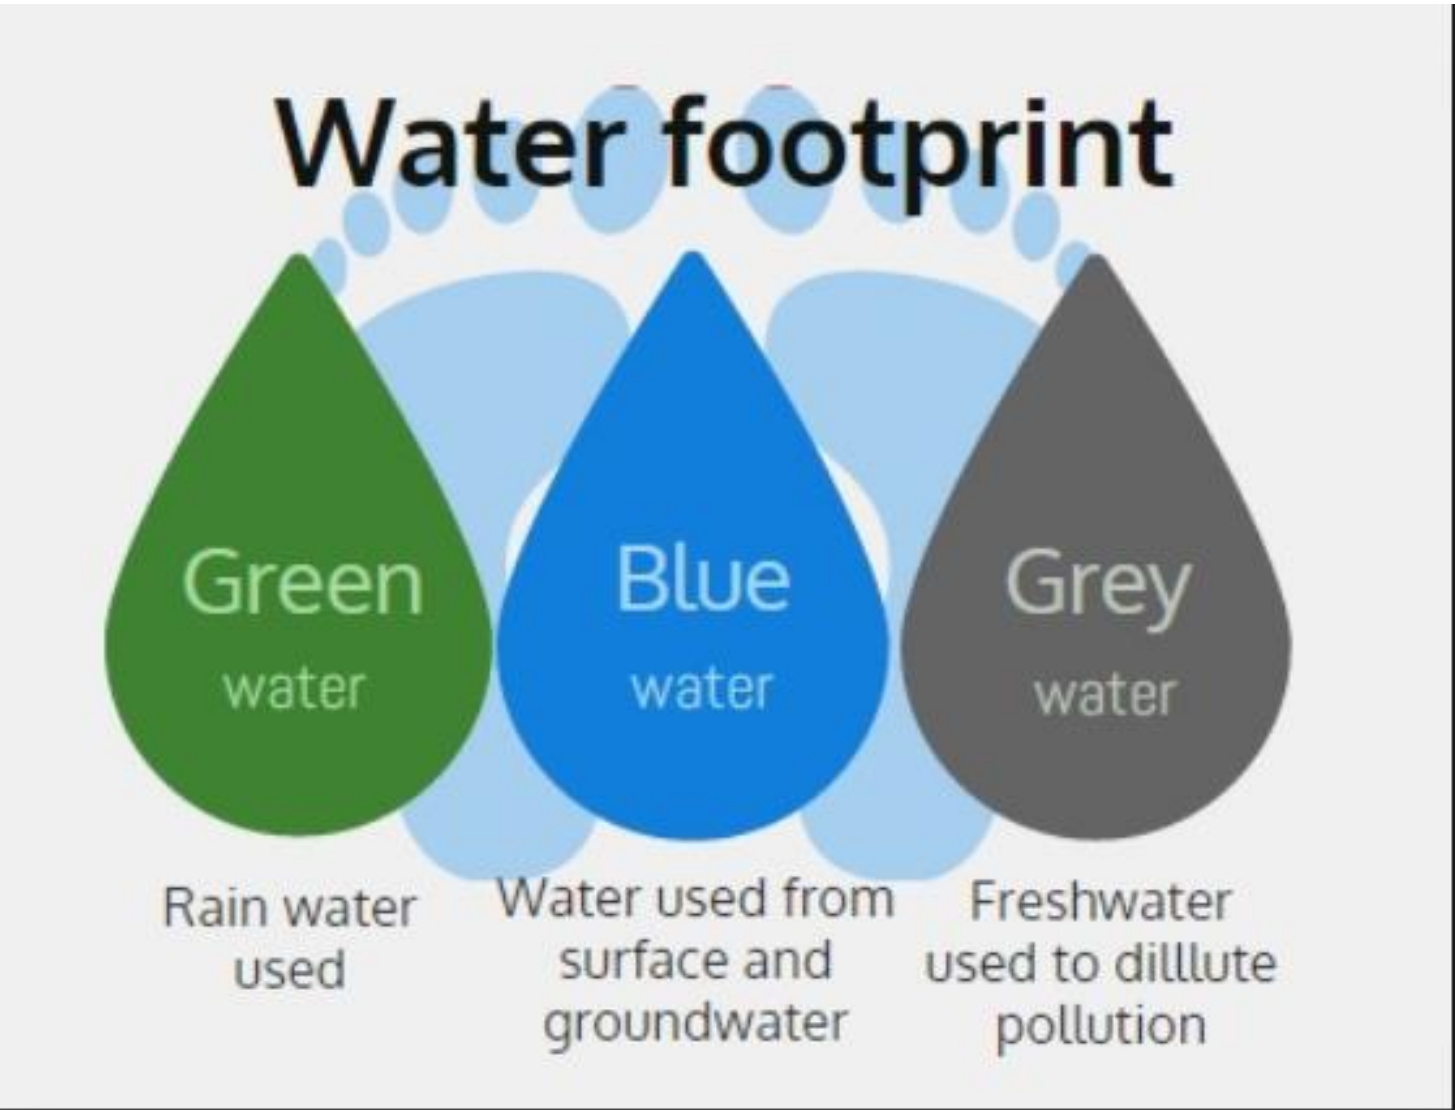 Water footprint
Green
water
Blue
water
Grey
water
Rain water
used
Water used from
surface and
groundwater
Freshwater
used to dilllute
pollution